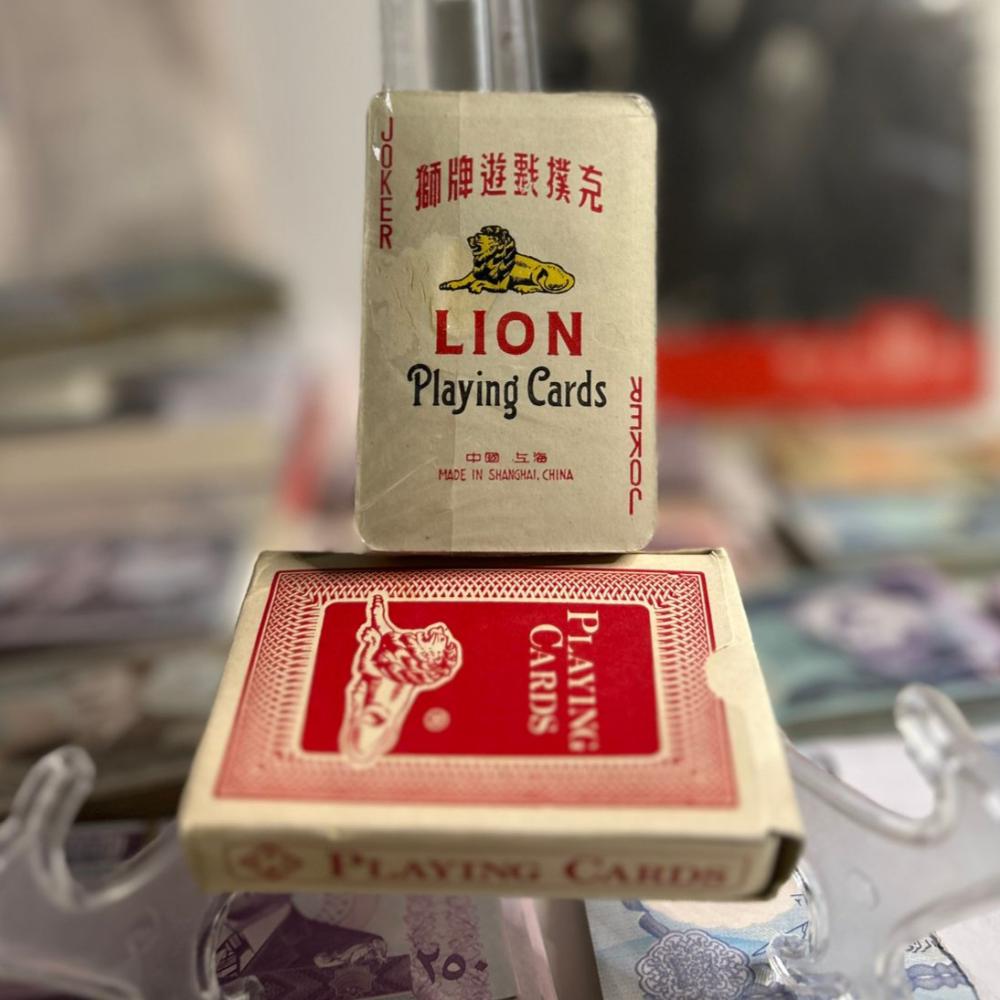 JOKER
獅牌遊戲撲克
LION
Playing Cards
中國 上海
MADE IN SHANGHAI, CHINA
JOKER
PLAYING
CARDS
®
PLAYING CARDS
٢٥٠